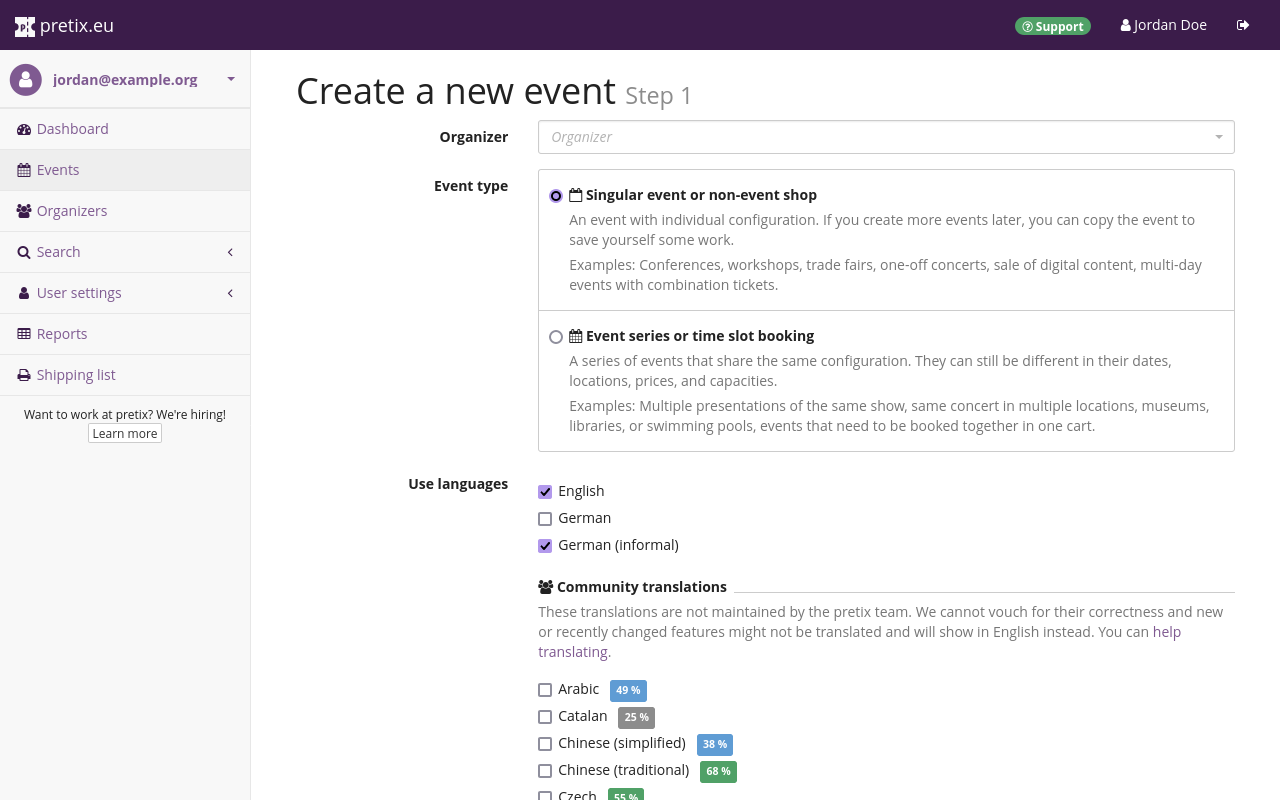 pretix.eu
Support
Jordan Doe
jordan@example.org
Dashboard
Events
Organizers
Search
User settings
Reports
Shipping list
Want to work at pretix? We're hiring!
Learn more
Create a new event Step 1
Organizer
Organizer
Event type
Singular event or non-event shop
An event with individual configuration. If you create more events later, you can copy the event to
save yourself some work.
Examples: Conferences, workshops, trade fairs, one-off concerts, sale of digital content, multi-day
events with combination tickets.
Event series or time slot booking
A series of events that share the same configuration. They can still be different in their dates,
locations, prices, and capacities.
Examples: Multiple presentations of the same show, same concert in multiple locations, museums,
libraries, or swimming pools, events that need to be booked together in one cart.
Use languages
English
German
German (informal)
Community translations
These translations are not maintained by the pretix team. We cannot vouch for their correctness and new
or recently changed features might not be translated and will show in English instead. You can help
translating.
Arabic 49 %
Catalan 25 %
Chinese (simplified) 38 %
Chinese (traditional) 68 %
Czech 55 %